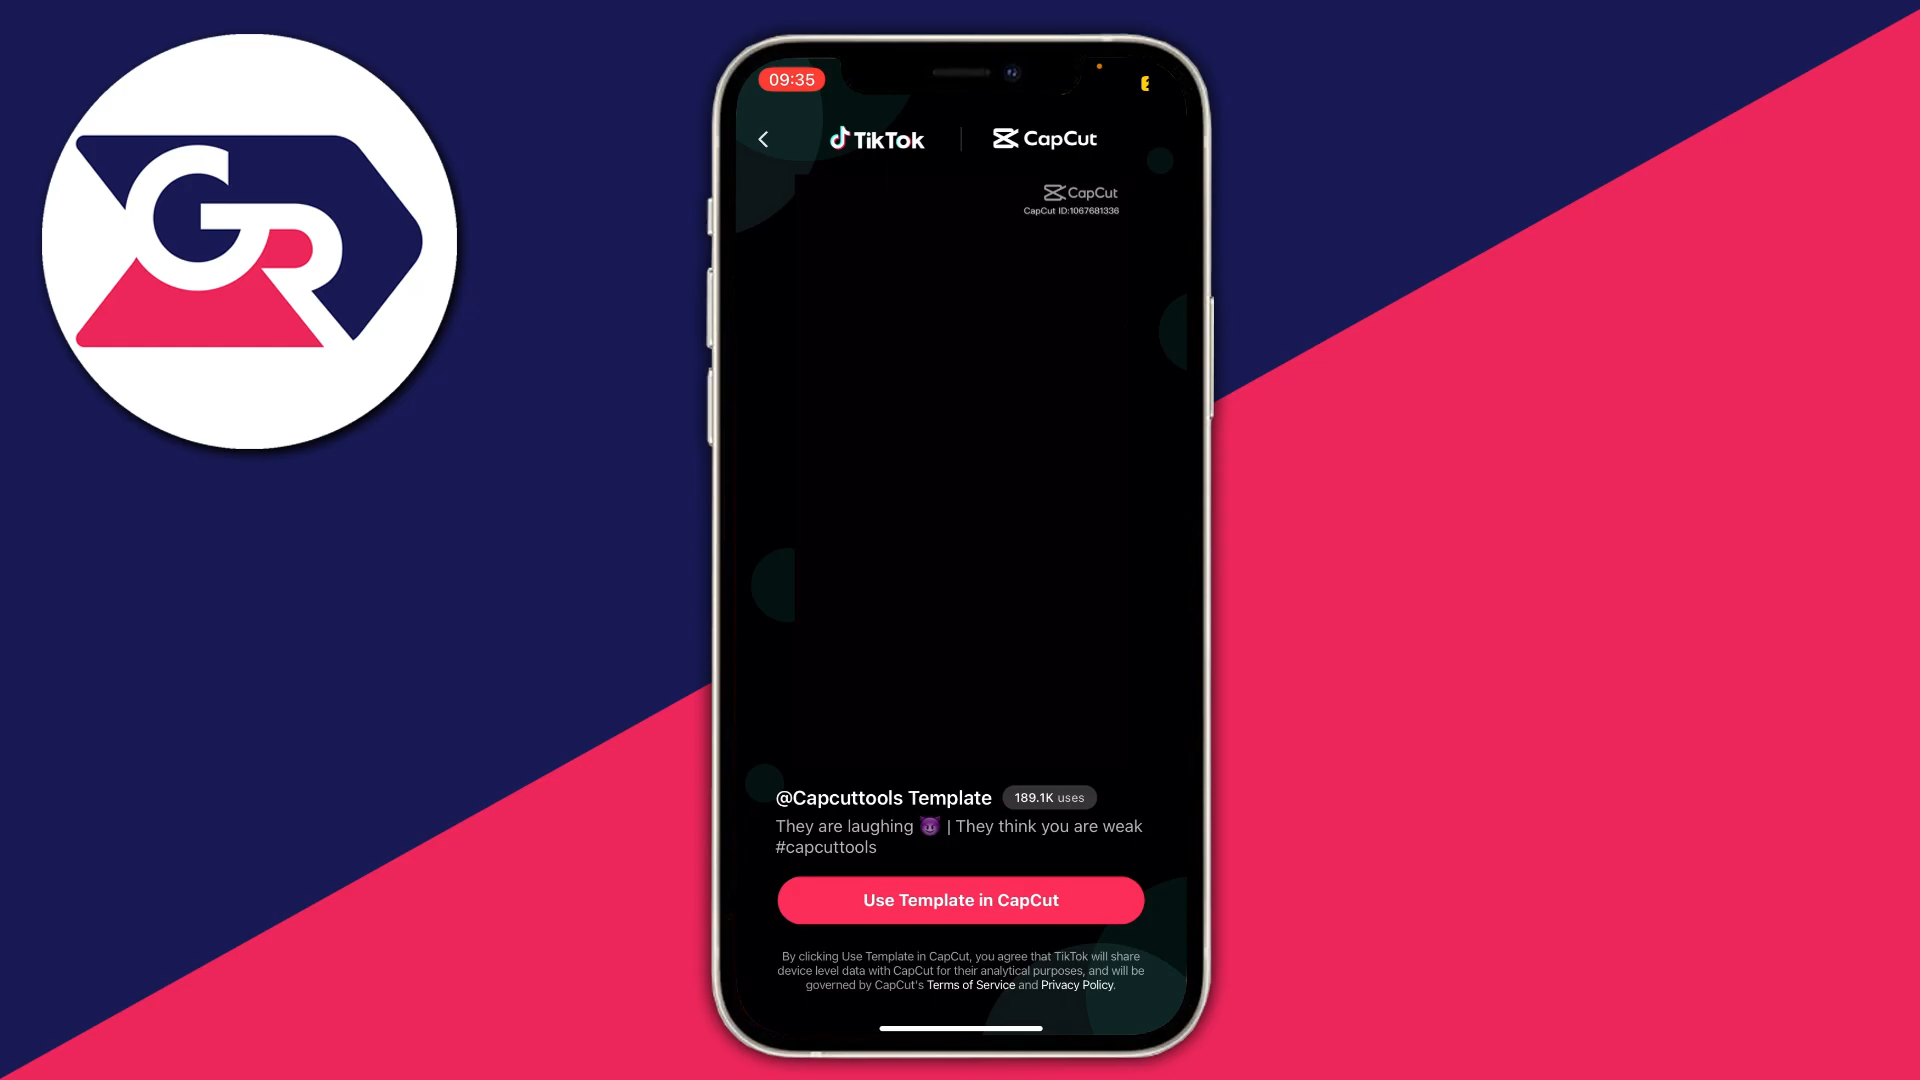 GR
09:35
TikTok | CapCut
CapCut
CapCut ID:1067681336
@Capcuttools Template 189.1K uses
They are laughing 😈 | They think you are weak
#capcuttools
Use Template in CapCut
By clicking Use Template in CapCut, you agree that TikTok will share
device level data with CapCut for their analytical purposes, and will be
governed by CapCut's Terms of Service and Privacy Policy.